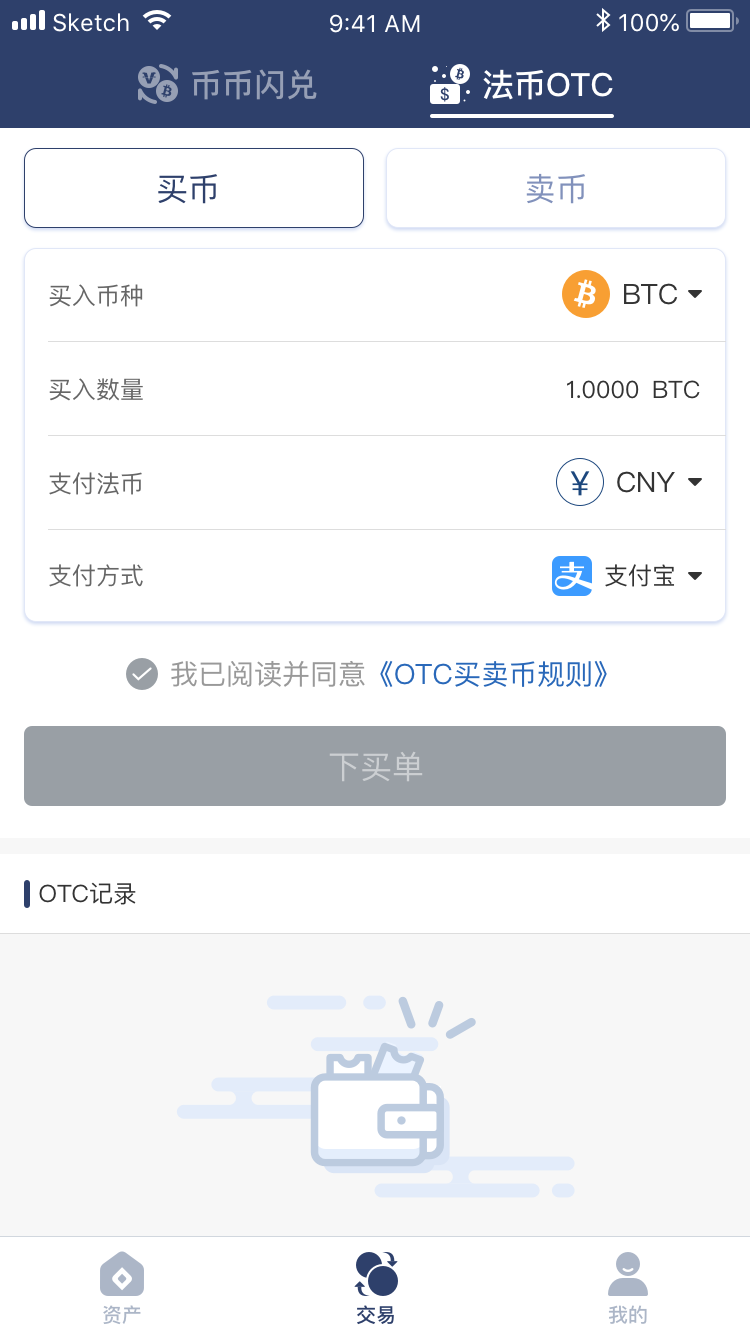 Sketch 9:41 AM 100%
币币闪兑 法币OTC
买币 卖币
买入币种 BTC
买入数量 1.0000 BTC
支付法币 ¥ CNY
支付方式 支 支付宝
我已阅读并同意《OTC买卖币规则》
下买单
OTC记录
资产 交易 我的